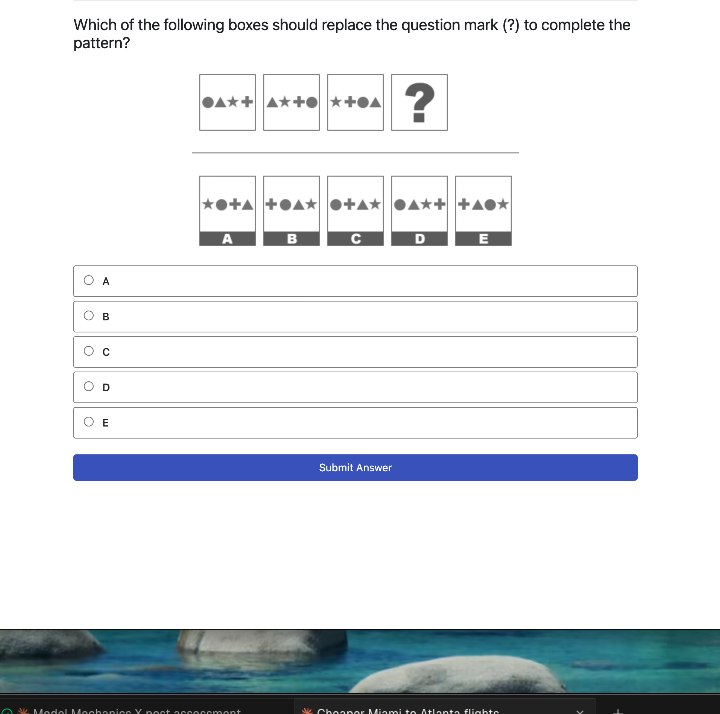 Which of the following boxes should replace the question mark (?) to complete the
pattern?
?
A B C D E
A
B
C
D
E
Submit Answer
Model Mechanics X post assessment
Cheaper Miami to Atlanta flights